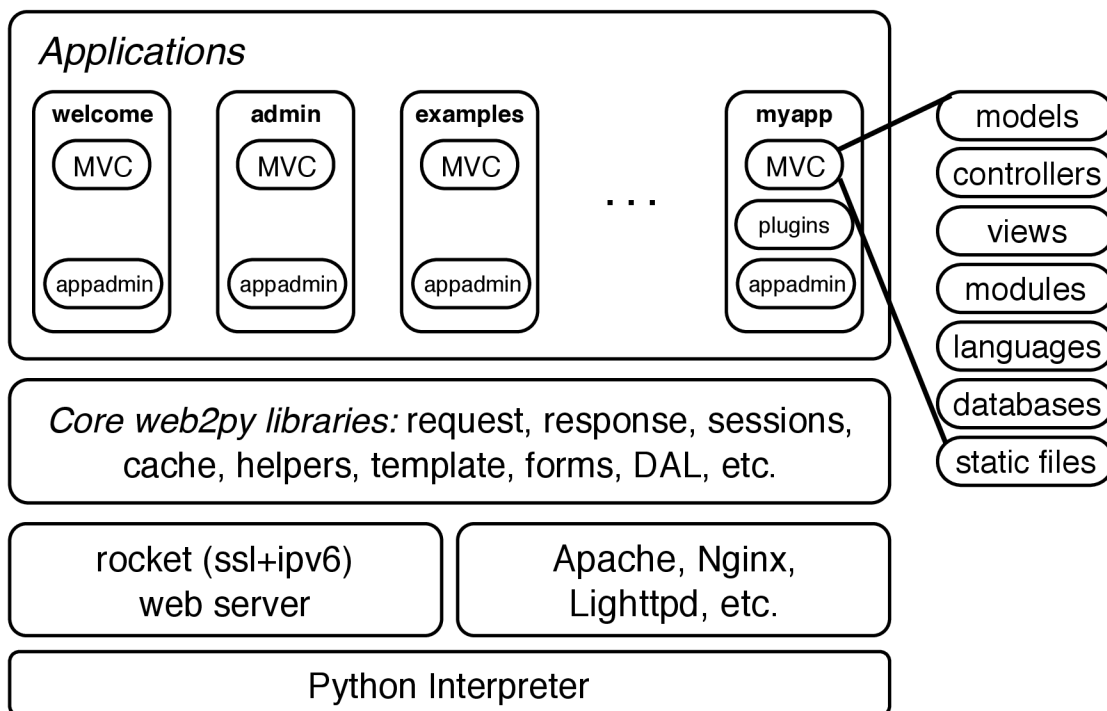 Applications
welcome
MVC
appadmin
admin
MVC
appadmin
examples
MVC
appadmin
. . .
myapp
MVC
plugins
appadmin
models
controllers
views
modules
languages
databases
static files
Core web2py libraries: request, response, sessions,
cache, helpers, template, forms, DAL, etc.
rocket (ssl+ipv6)
web server
Apache, Nginx,
Lighttpd, etc.
Python Interpreter